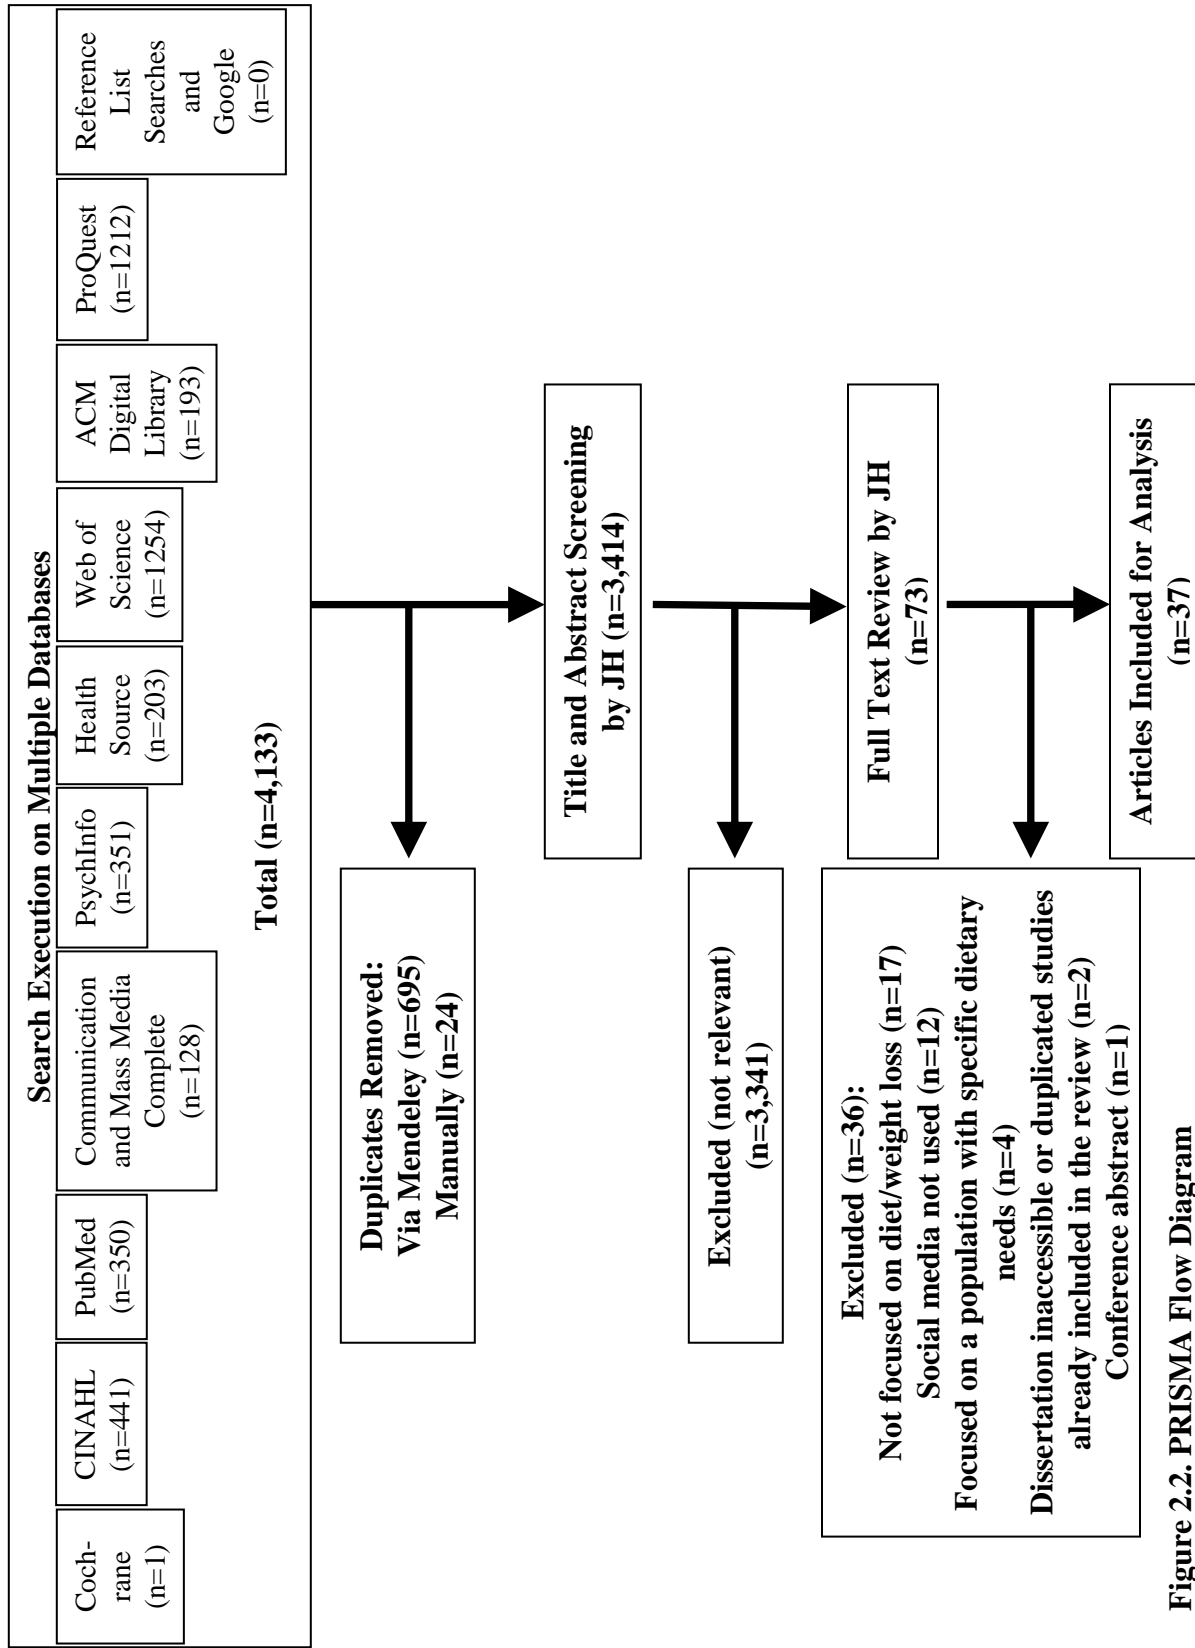 Search Execution on Multiple Databases
Coch-
rane
(n=1)
CINAHL
(n=441)
PubMed
(n=350)
Communication
and Mass Media
Complete
(n=128)
PsychInfo
(n=351)
Health
Source
(n=203)
Web of
Science
(n=1254)
ACM
Digital
Library
(n=193)
ProQuest
(n=1212)
Reference
List
Searches
and
Google
(n=0)
Total (n=4,133)
Duplicates Removed:
Via Mendeley (n=695)
Manually (n=24)
Title and Abstract Screening
by JH (n=3,414)
Excluded (not relevant)
(n=3,341)
Full Text Review by JH
(n=73)
Excluded (n=36):
Not focused on diet/weight loss (n=17)
Social media not used (n=12)
Focused on a population with specific dietary
needs (n=4)
Dissertation inaccessible or duplicated studies
already included in the review (n=2)
Conference abstract (n=1)
Articles Included for Analysis
(n=37)
Figure 2.2. PRISMA Flow Diagram